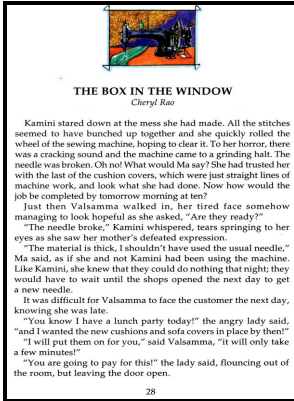 THE BOX IN THE WINDOW
Cheryl Rao
Kamini stared down at the mess she had made. All the stitches
seemed to have bunched up together and she quickly rolled the
wheel of the sewing machine, hoping to clear it. To her horror, there
was a cracking sound and the machine came to a grinding halt. The
needle was broken. Oh no! What would Ma say? She had trusted her
with the last of the cushion covers, which were just straight lines of
machine work, and look what she had done. Now how would the
job be completed by tomorrow morning at ten?
Just then Valsamma walked in, her tired face somehow
managing to look hopeful as she asked, "Are they ready?"
"The needle broke," Kamini whispered, tears springing to her
eyes as she saw her mother's defeated expression.
"The material is thick, I shouldn't have used the usual needle,"
Ma said, as if she and not Kamini had been using the machine.
Like Kamini, she knew that they could do nothing that night; they
would have to wait until the shops opened the next day to get
a new needle.
It was difficult for Valsamma to face the customer the next day,
knowing she was late.
"You know I have a lunch party today!" the angry lady said,
"and I wanted the new cushions and sofa covers in place by then!"
"I will put them on for you," said Valsamma, "it will only take
a few minutes!"
"You are going to pay for this!" the lady said, flouncing out of
the room, but leaving the door open.
28